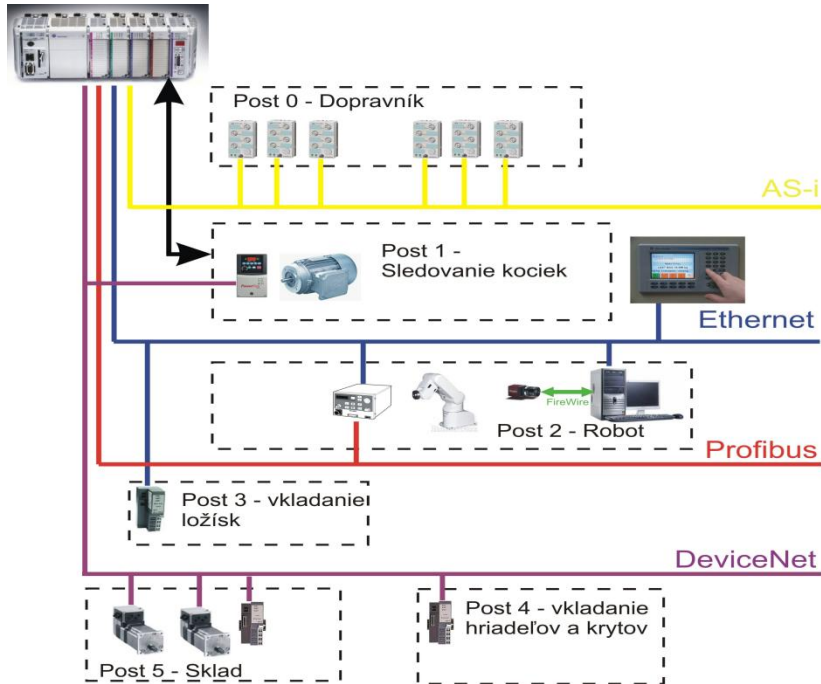 Post 0 - Dopravník
AS-i
Post 1 -
Sledovanie kociek
Ethernet
FireWire
Post 2 - Robot
Profibus
Post 3 - vkladanie
ložísk
DeviceNet
Post 4 - vkladanie
hriadeľov a krytov
Post 5 - Sklad